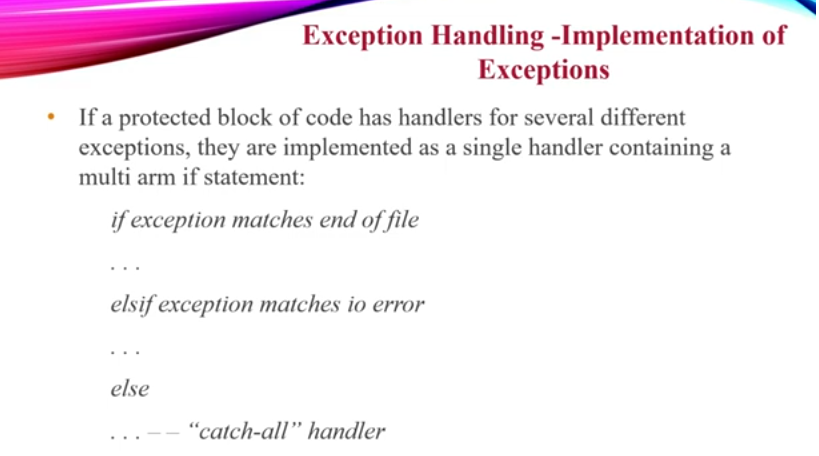 Exception Handling -Implementation of
Exceptions
• If a protected block of code has handlers for several different
exceptions, they are implemented as a single handler containing a
multi arm if statement:
if exception matches end of file
. . .
elsif exception matches io error
. . .
else
. . . – – “catch-all” handler